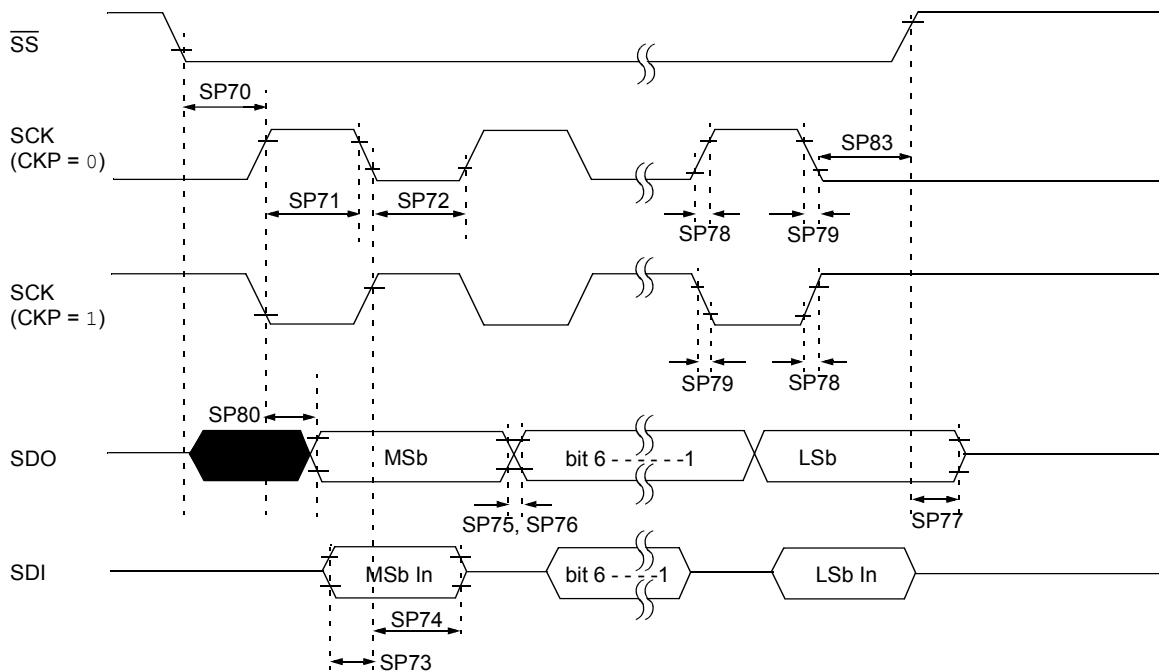 SS
SP70
SCK
(CKP = 0)
SP83
SP71
SP72
SP78
SP79
SCK
(CKP = 1)
SP79
SP78
SP80
SDO
MSb
bit 6 - - - - - -1
LSb
SP75, SP76
SP77
SDI
MSb In
bit 6 - - - - -1
LSb In
SP74
SP73